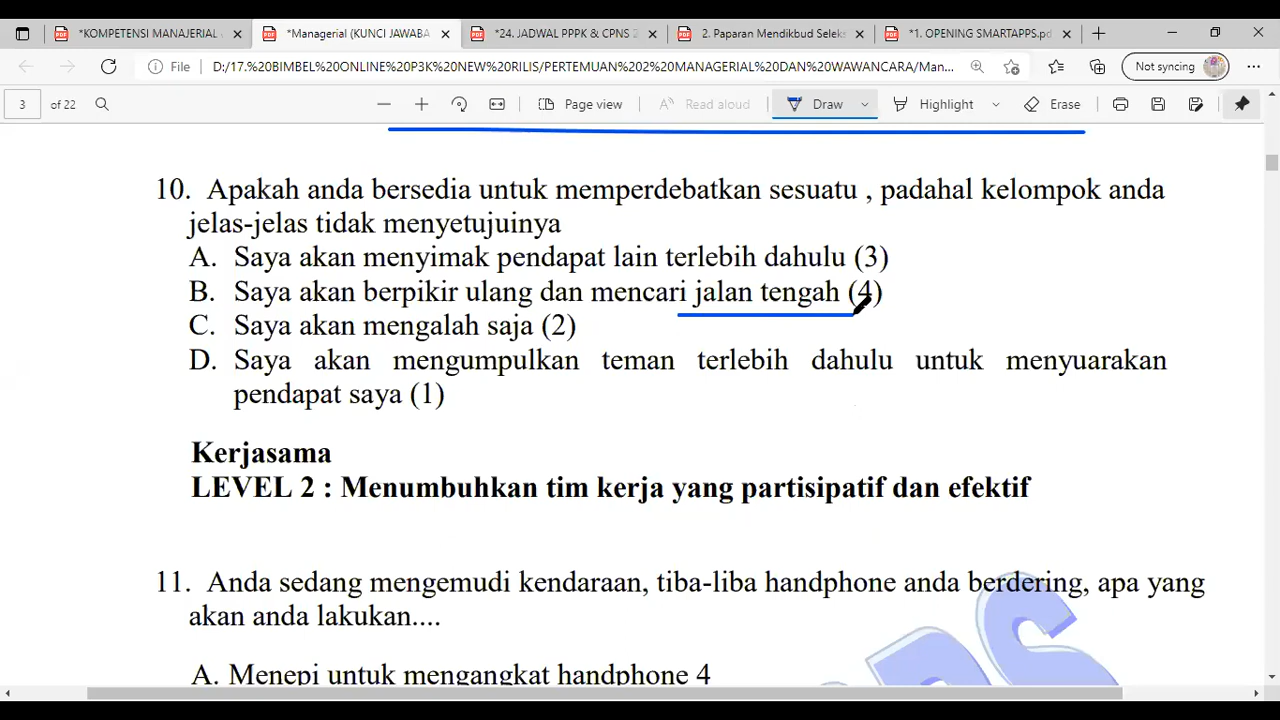 *KOMPETENSI MANAJERIAL
*Managerial (KUNCI JAWABA
*24. JADWAL PPPK & CPNS 2
2. Paparan Mendikbud Seleks
*1. OPENING SMARTAPPS.pd
File D:/17.%20BIMBEL%20ONLINE%20P3K%20NEW%20RILIS/PERTEMUAN%202%20MANAGERIAL%20DAN%20WAWANCARA/Man... Not syncing
3 of 22 Page view Read aloud Draw Highlight Erase
10. Apakah anda bersedia untuk memperdebatkan sesuatu , padahal kelompok anda
jelas-jelas tidak menyetujuinya
A. Saya akan menyimak pendapat lain terlebih dahulu (3)
B. Saya akan berpikir ulang dan mencari jalan tengah (4)
C. Saya akan mengalah saja (2)
D. Saya akan mengumpulkan teman terlebih dahulu untuk menyuarakan
pendapat saya (1)
Kerjasama
LEVEL 2 : Menumbuhkan tim kerja yang partisipatif dan efektif
11. Anda sedang mengemudi kendaraan, tiba-liba handphone anda berdering, apa yang
akan anda lakukan....
A. Menepi untuk mengangkat handphone 4